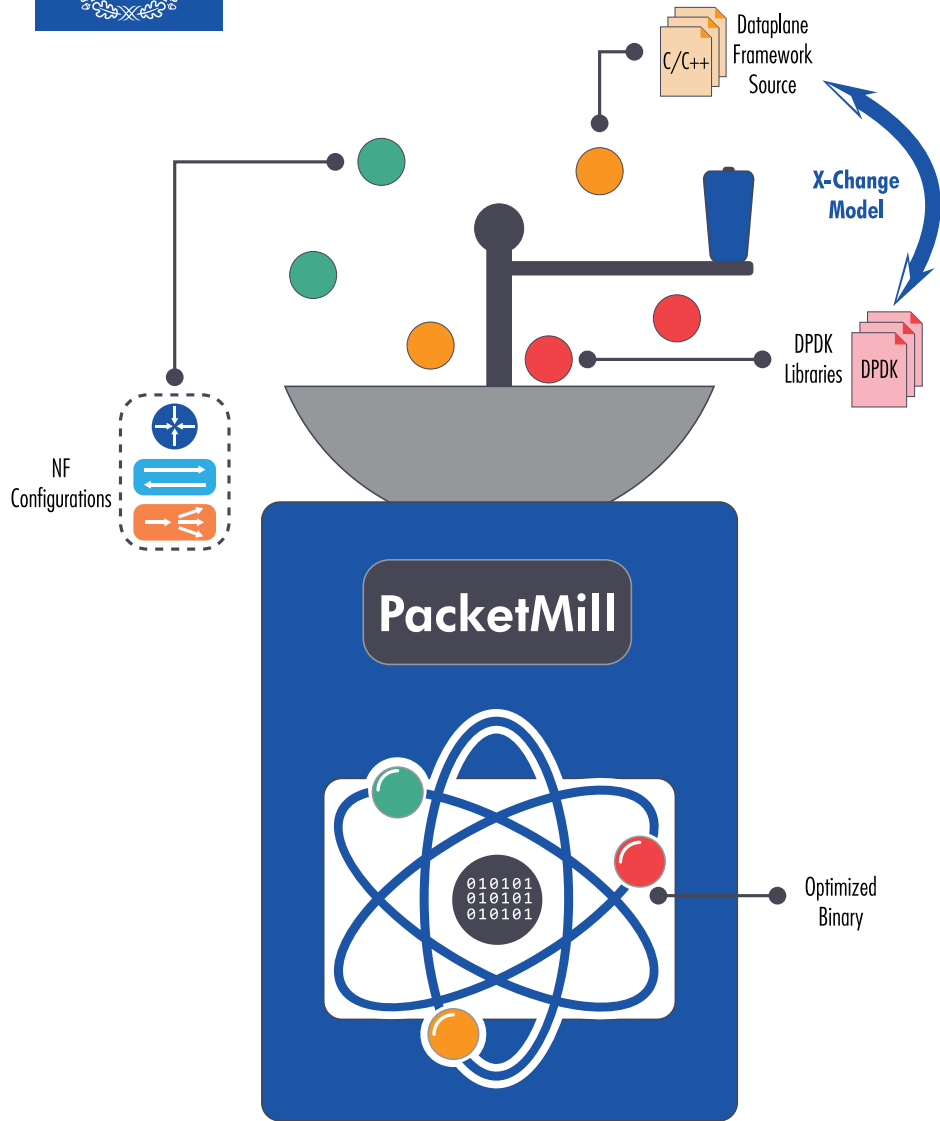 Dataplane
Framework
Source
C/C++
X-Change
Model
DPDK
Libraries
DPDK
NF
Configurations
PacketMill
010101
010101
010101
Optimized
Binary